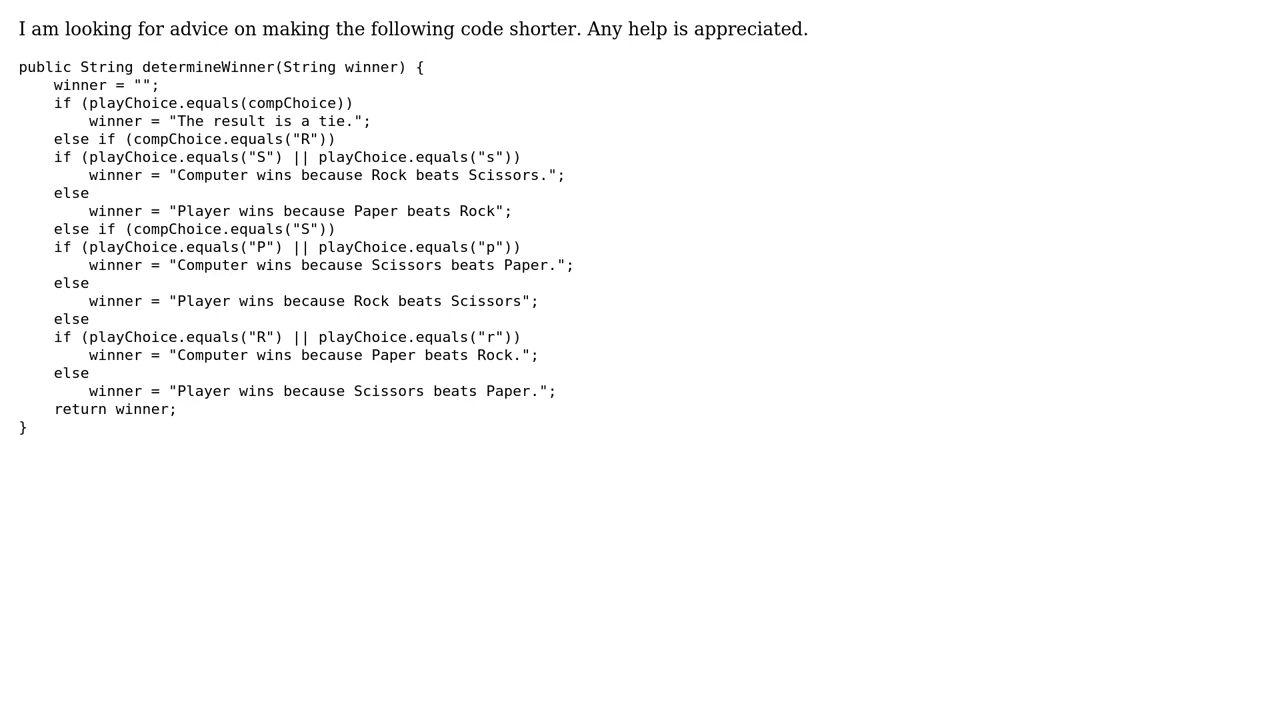 I am looking for advice on making the following code shorter. Any help is appreciated.
public String determineWinner(String winner) {
    winner = "";
    if (playChoice.equals(compChoice))
        winner = "The result is a tie.";
    else if (compChoice.equals("R"))
    if (playChoice.equals("S") || playChoice.equals("s"))
        winner = "Computer wins because Rock beats Scissors.";
    else
        winner = "Player wins because Paper beats Rock";
    else if (compChoice.equals("S"))
    if (playChoice.equals("P") || playChoice.equals("p"))
        winner = "Computer wins because Scissors beats Paper.";
    else
        winner = "Player wins because Rock beats Scissors";
    else
    if (playChoice.equals("R") || playChoice.equals("r"))
        winner = "Computer wins because Paper beats Rock.";
    else
        winner = "Player wins because Scissors beats Paper.";
    return winner;
}